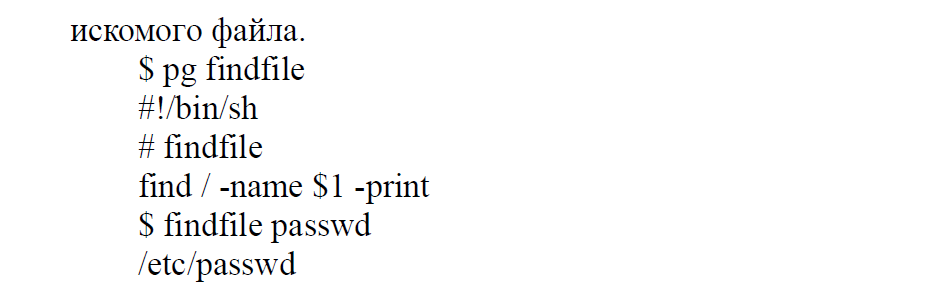 искомого файла.
$ pg findfile
#!/bin/sh
# findfile
find / -name $1 -print
$ findfile passwd
/etc/passwd